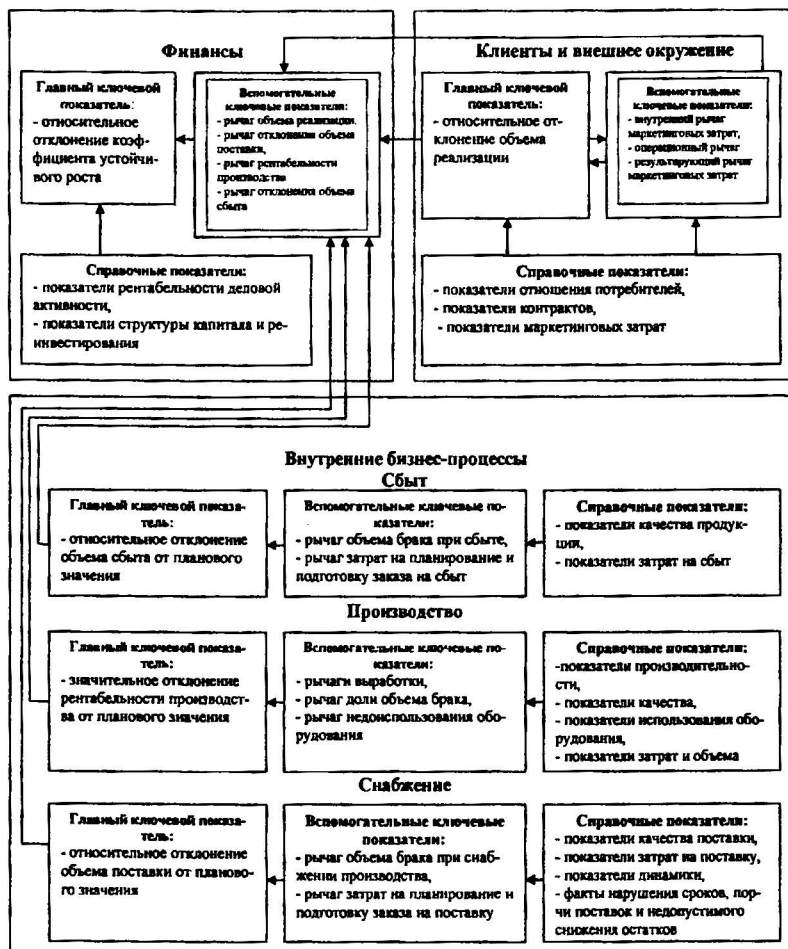 Финансы
Главный ключевой
показатель:
- относительное
отклонение коэф-
фициента устойчи-
вого роста
Вспомогательные
ключевые показатели:
- рычаг объема реализации,
- рычаг отклонения объема
поставки,
- рычаг рентабельности
производства
- рычаг отклонения объема
сбыта
Справочные показатели:
- показатели рентабельности деловой
активности,
- показатели структуры капитала и ре-
инвестирования
Клиенты и внешнее окружение
Главный ключевой
показатель:
- относительное от-
клонение объема
реализации
Вспомогательные
ключевые показатели:
- внутренний рычаг
маркетинговых затрат,
- операционный рычаг
- результирующий рычаг
маркетинговых затрат
Справочные показатели:
- показатели отношения потребителей,
- показатели контрактов,
- показатели маркетинговых затрат
Внутренние бизнес-процессы
Сбыт
Главный ключевой показа-
тель:
- относительное отклонение
объема сбыта от планового
значения
Вспомогательные ключевые по-
казатели:
- рычаг объема брака при сбыте,
- рычаг затрат на планирование и
подготовку заказа на сбыт
Справочные показатели:
- показатели качества продук-
ции,
- показатели затрат на сбыт
Производство
Главный ключевой показа-
тель:
- значительное отклонение
рентабельности производст-
ва от планового значения
Вспомогательные ключевые по-
казатели:
- рычаги выработки,
- рычаг доли объема брака,
- рычаг недоиспользования обо-
рудования
Справочные показатели:
-показатели производительно-
сти,
- показатели качества,
- показатели использования обо-
рудования,
- показатели затрат и объема
Снабжение
Главный ключевой показа-
тель:
- относительное отклонение
объема поставки от планово-
го значения
Вспомогательные ключевые
показатели:
- рычаг объема брака при снаб-
жении производства,
- рычаг затрат на планирование и
подготовку заказа на поставку
Справочные показатели:
- показатели качества поставки,
- показатели затрат на поставку,
- показатели динамики,
- факты нарушения сроков, пор-
чи поставок и недопустимого
снижения остатков